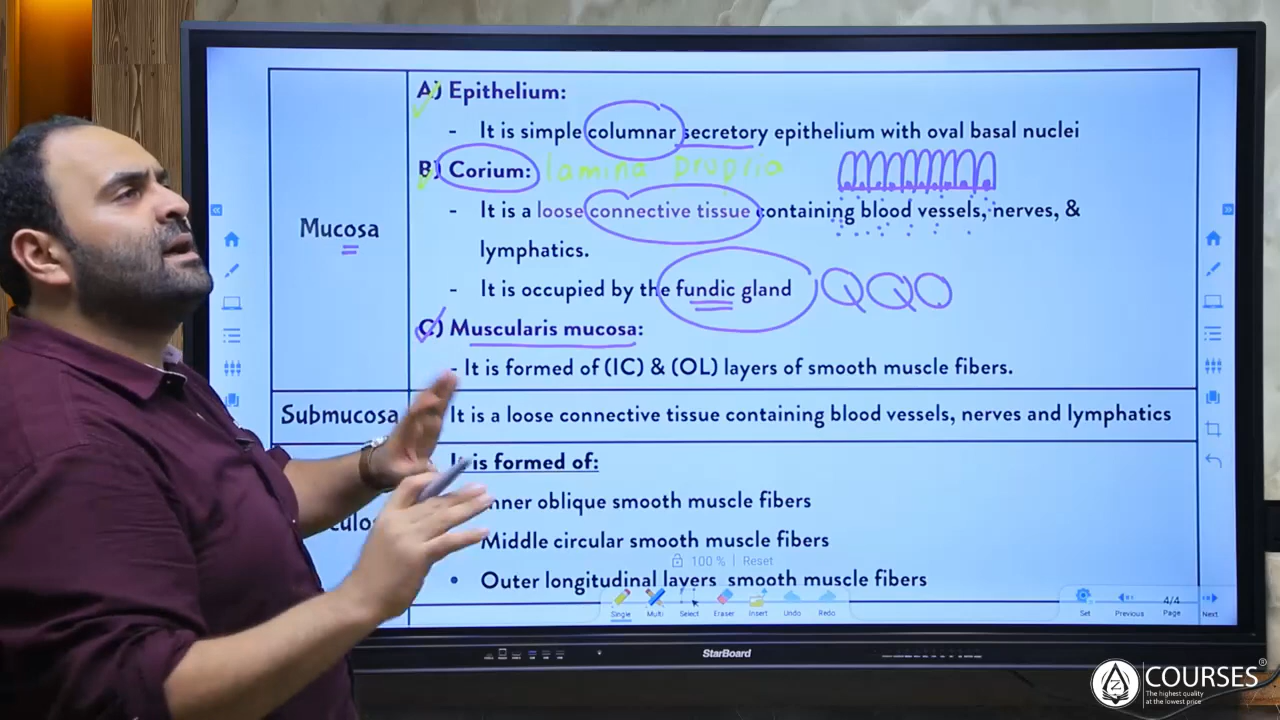 A) Epithelium:
- It is simple columnar secretory epithelium with oval basal nuclei
B) Corium: lamina propria
- It is a loose connective tissue containing blood vessels, nerves, &
lymphatics.
- It is occupied by the fundic gland
C) Muscularis mucosa:
- It is formed of (IC) & (OL) layers of smooth muscle fibers.
Mucosa
Submucosa
It is a loose connective tissue containing blood vessels, nerves and lymphatics
It is formed of:
nner oblique smooth muscle fibers
Middle circular smooth muscle fibers
• Outer longitudinal layers smooth muscle fibers
100 % | Reset
Single Multi Select Eraser Insert Undo Redo
Set Previous 4/4 Page Next
StarBoard
COURSES®
The highest quality
at the lowest price